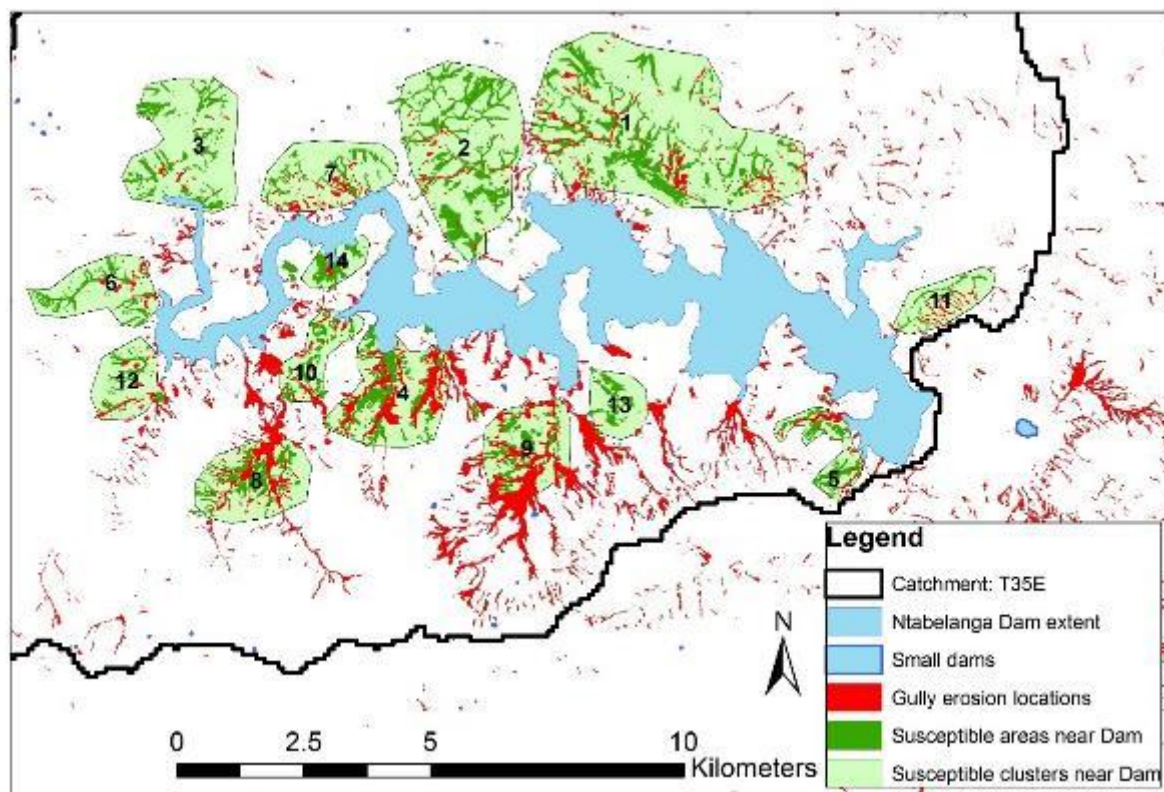 1
2
3
7
14
6
11
12
10
4
13
9
8
5
Legend
Catchment: T35E
Ntabelanga Dam extent
Small dams
Gully erosion locations
Susceptible areas near Dam
Susceptible clusters near Dam
N
0 2.5 5 10
Kilometers